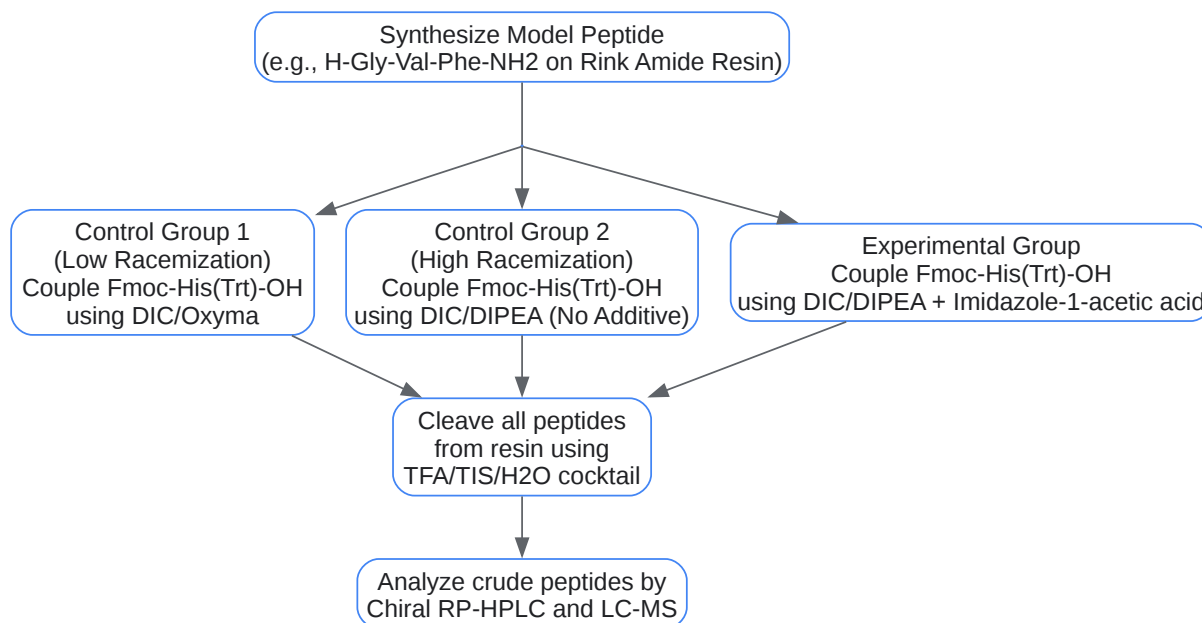 Synthesize Model Peptide
(e.g., H-Gly-Val-Phe-NH2 on Rink Amide Resin)
Control Group 1
(Low Racemization)
Couple Fmoc-His(Trt)-OH
using DIC/Oxyma
Control Group 2
(High Racemization)
Couple Fmoc-His(Trt)-OH
using DIC/DIPEA (No Additive)
Experimental Group
Couple Fmoc-His(Trt)-OH
using DIC/DIPEA + Imidazole-1-acetic acid
Cleave all peptides
from resin using
TFA/TIS/H2O cocktail
Analyze crude peptides by
Chiral RP-HPLC and LC-MS